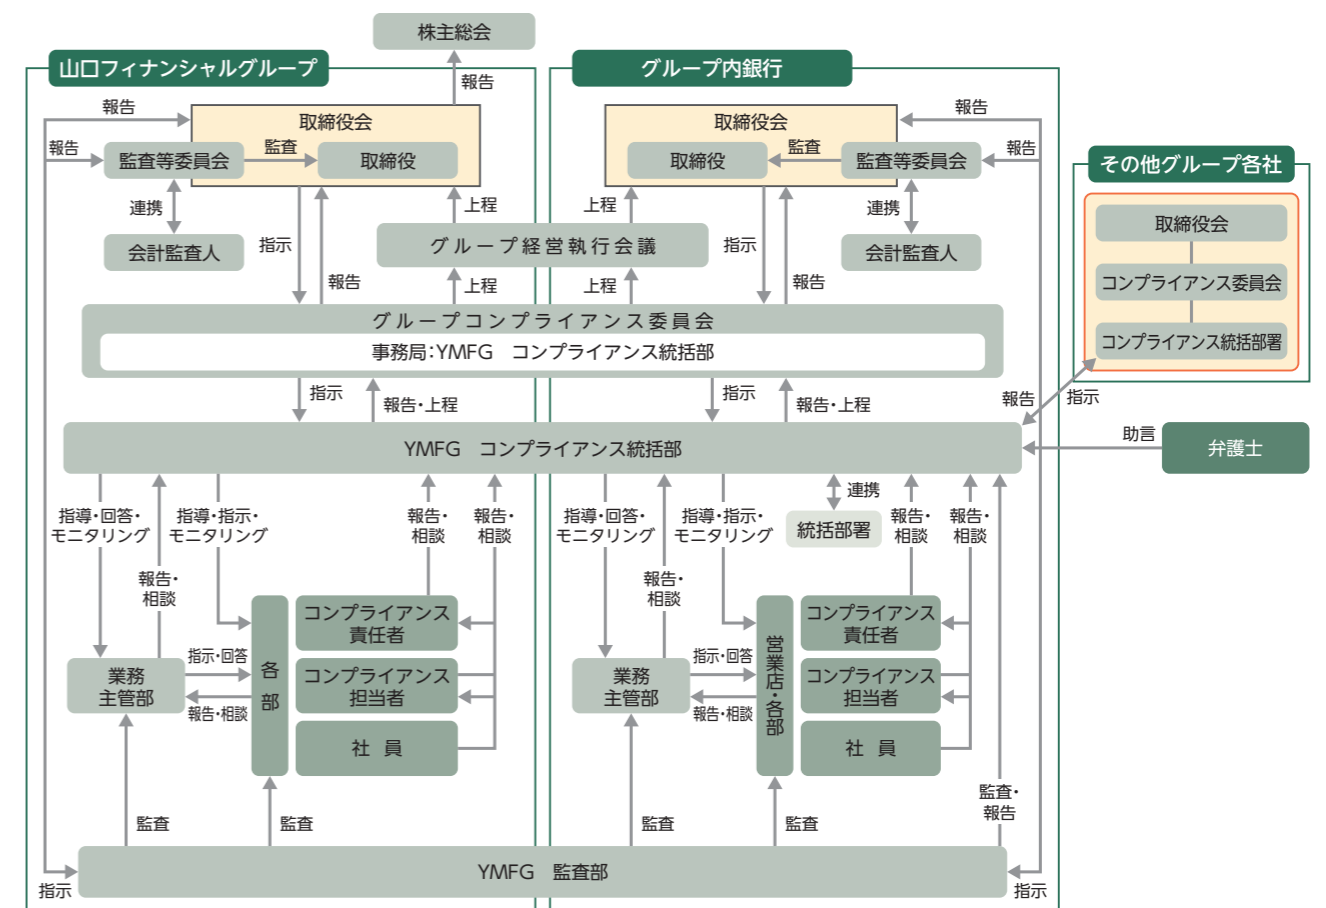 株主総会
山口フィナンシャルグループ
グループ内銀行
報告
報告
取締役会
報告
監査等委員会
監査
取締役
連携
会計監査人
指示
報告
上程
取締役会
報告
取締役
監査
監査等委員会
報告
上程
連携
指示
会計監査人
報告
グループ経営執行会議
上程
上程
その他グループ各社
取締役会
コンプライアンス委員会
コンプライアンス統括部署
グループコンプライアンス委員会
事務局:YMFG コンプライアンス統括部
指示
報告・上程
指示
報告・上程
報告
指示
YMFG コンプライアンス統括部
助言
弁護士
指導・回答・
モニタリング
指導・指示・
モニタリング
報告・
相談
報告・
相談
報告・
相談
指導・回答・
モニタリング
指導・指示・
モニタリング
連携
統括部署
報告・
相談
報告・
相談
報告・
相談
コンプライアンス
責任者
指示・回答
業務
主管部
各部
コンプライアンス
担当者
報告・相談
社員
コンプライアンス
責任者
指示・回答
業務
主管部
営業店・各部
コンプライアンス
担当者
報告・相談
社員
監査
監査
監査
監査
監査・
報告
YMFG 監査部
指示
指示